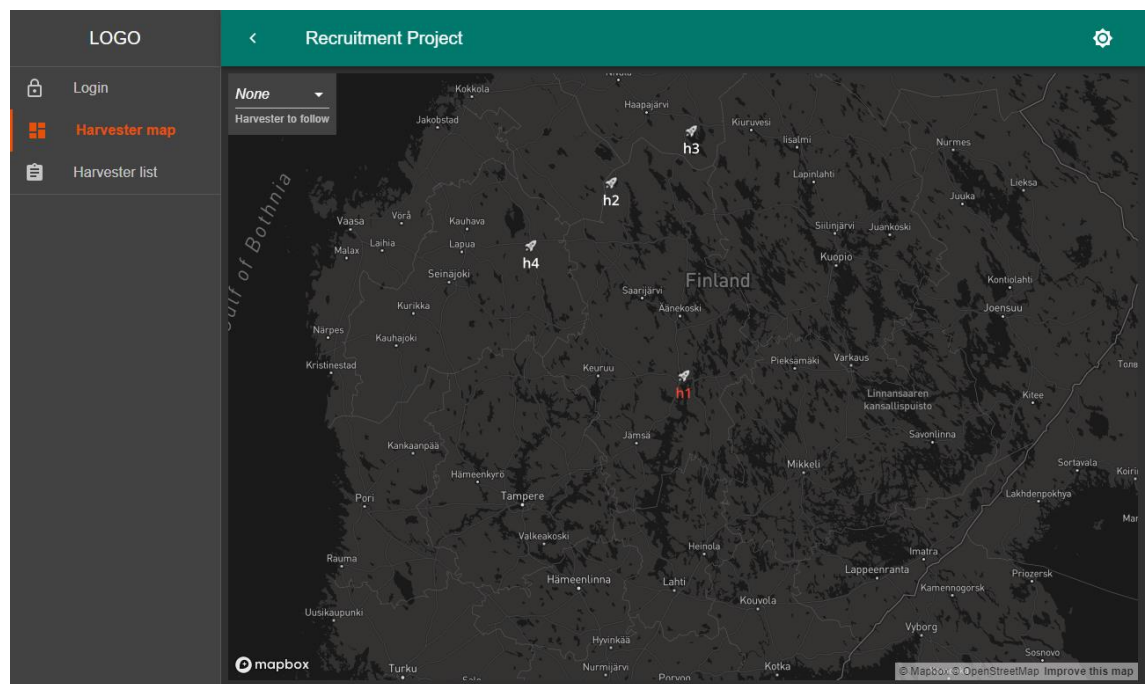 LOGO
Recruitment Project
Login
Harvester map
Harvester list
None
Harvester to follow
Kokkola
Haapajärvi
Jakobstad
Kiuruvesi
h3
Iisalmi
Nurmes
Lapinlahti
Lieksa
h2
Juuka
Vaasa
Vörå
Kauhava
Siilinjärvi
Juankoski
Malax
Laihia
Lapua
h4
Kuopio
Gulf of Bothnia
Seinäjoki
Finland
Kontiolahti
Saarijärvi
Kurikka
Äänekoski
Joensuu
Närpes
Kauhajoki
Kristinestad
Keuruu
Pieksämäki
Varkaus
h1
Linnansaaren
kansallispuisto
Kitee
Jämsä
Savonlinna
Kankaanpää
Mikkeli
Sortavala
Hämeenkyrö
Pori
Tampere
Lakhdenpokhya
Valkeakoski
Heinola
Rauma
Imatra
Lappeenranta
Priozersk
Hämeenlinna
Lahti
Kamennogorsk
Kouvola
Uusikaupunki
Vyborg
Hyvinkää
Sosnovo
mapbox
Turku
Nurmijärvi
Kotka
Porvoo
© Mapbox © OpenStreetMap Improve this map